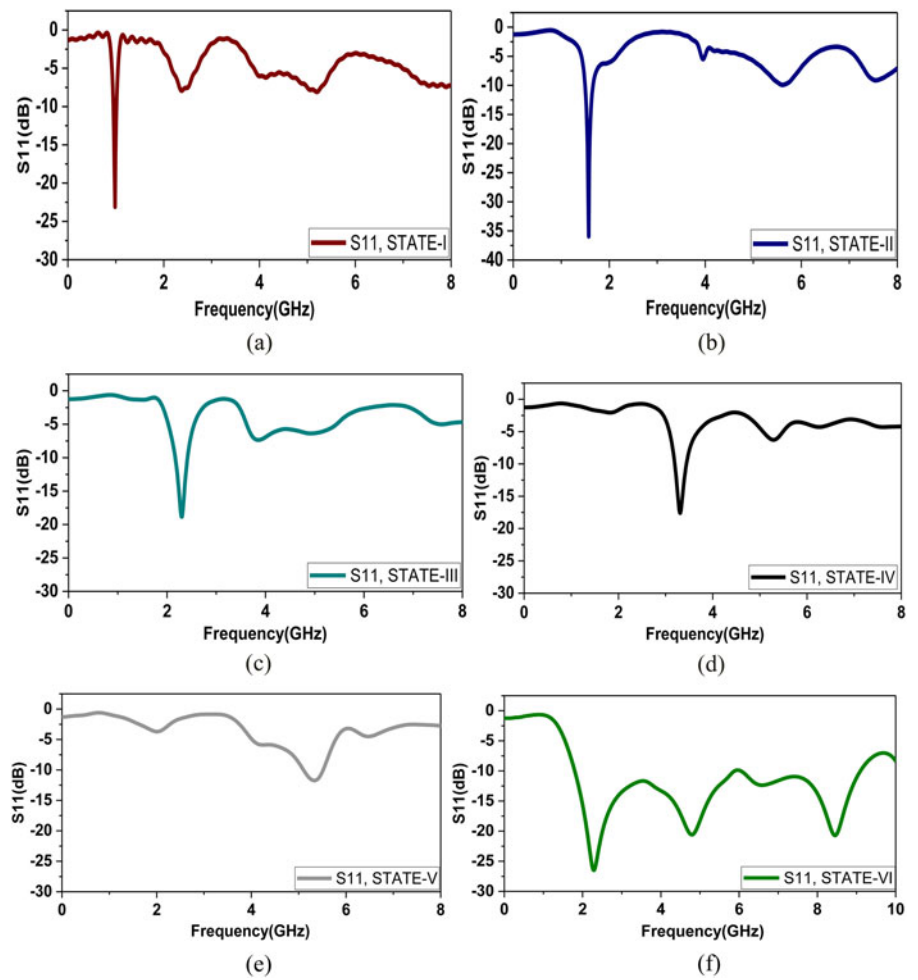 0
-5
-10
-15
-20
-25
-30
S11(dB)
0 2 4 6 8
Frequency(GHz)
S11, STATE-I
(a)
0
-5
-10
-15
-20
-25
-30
-35
-40
S11(dB)
0 2 4 6 8
Frequency(GHz)
S11, STATE-II
(b)
0
-5
-10
-15
-20
-25
-30
S11(dB)
0 2 4 6 8
Frequency(GHz)
S11, STATE-III
(c)
0
-5
-10
-15
-20
-25
-30
S11(dB)
0 2 4 6 8
Frequency(GHz)
S11, STATE-IV
(d)
0
-5
-10
-15
-20
-25
-30
S11(dB)
0 2 4 6 8
Frequency(GHz)
S11, STATE-V
(e)
0
-5
-10
-15
-20
-25
-30
S11(dB)
0 2 4 6 8 10
Frequency(GHz)
S11, STATE-VI
(f)